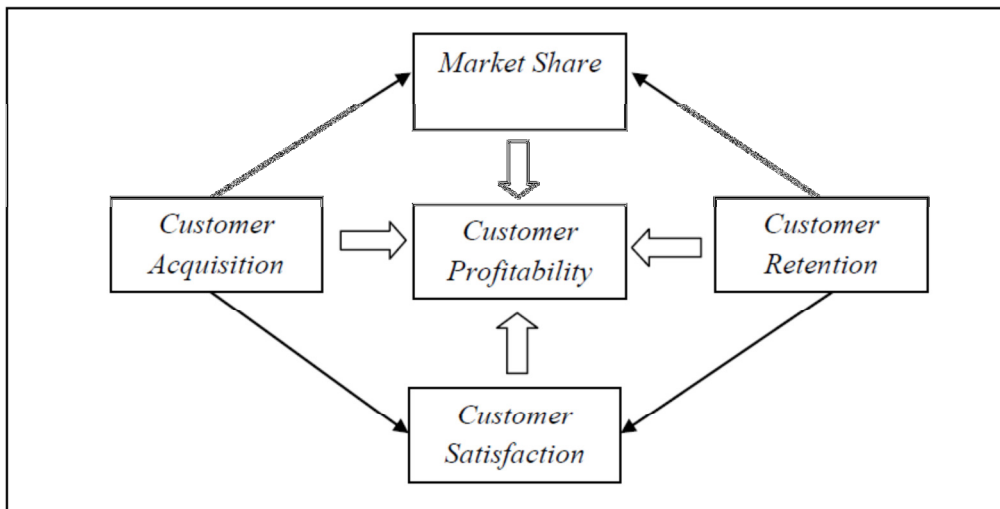 Market Share
Customer
Acquisition
Customer
Profitability
Customer
Retention
Customer
Satisfaction